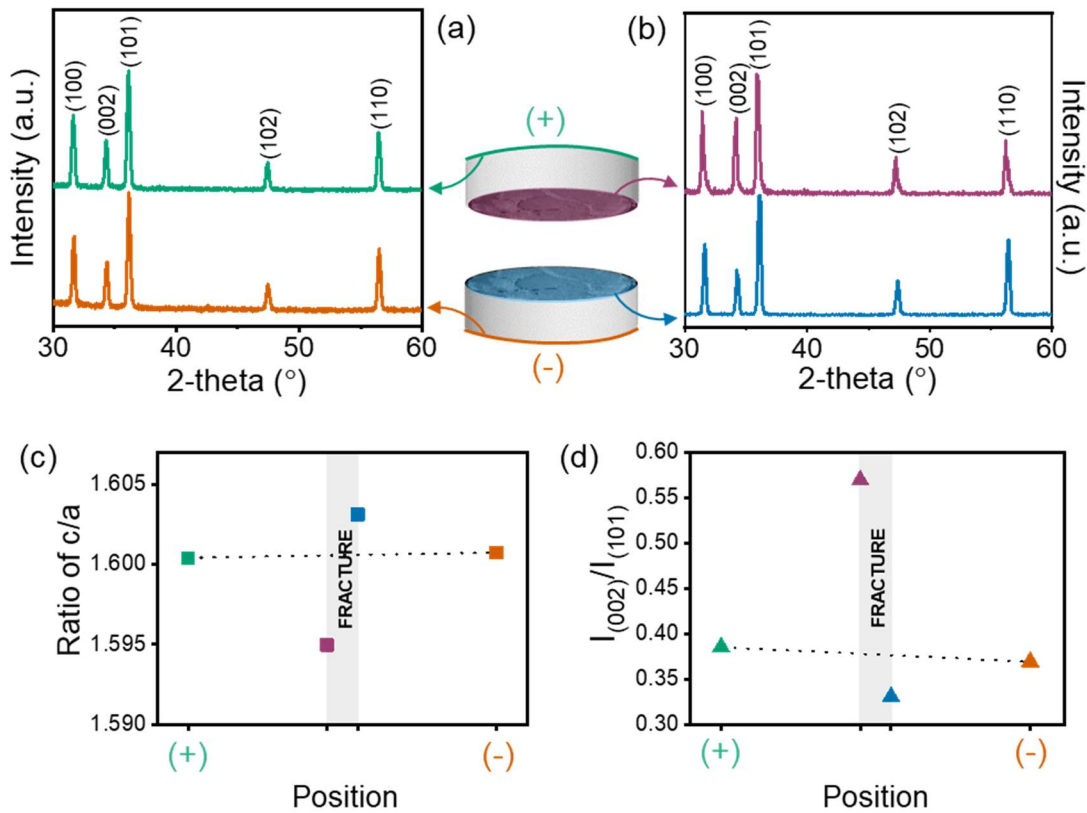 (a)
Intensity (a.u.)
(100)
(002)
(101)
(102)
(110)
30
40
50
60
2-theta (°)
(+)
(-)
(b)
Intensity (a.u.)
(100)
(002)
(101)
(102)
(110)
30
40
50
60
2-theta (°)
(c)
Ratio of c/a
1.605
1.600
1.595
1.590
FRACTURE
(+)
(-)
Position
(d)
I(002)/I(101)
0.60
0.55
0.50
0.45
0.40
0.35
0.30
FRACTURE
(+)
(-)
Position